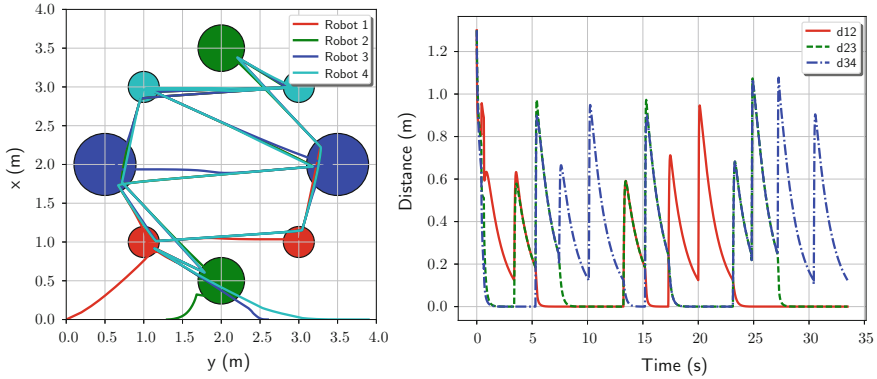 4.0
3.5
3.0
2.5
2.0
1.5
1.0
0.5
0.0
x (m)
0.0 0.5 1.0 1.5 2.0 2.5 3.0 3.5 4.0
y (m)
Robot 1
Robot 2
Robot 3
Robot 4
1.2
1.0
0.8
0.6
0.4
0.2
0.0
Distance (m)
0 5 10 15 20 25 30 35
Time (s)
d12
d23
d34